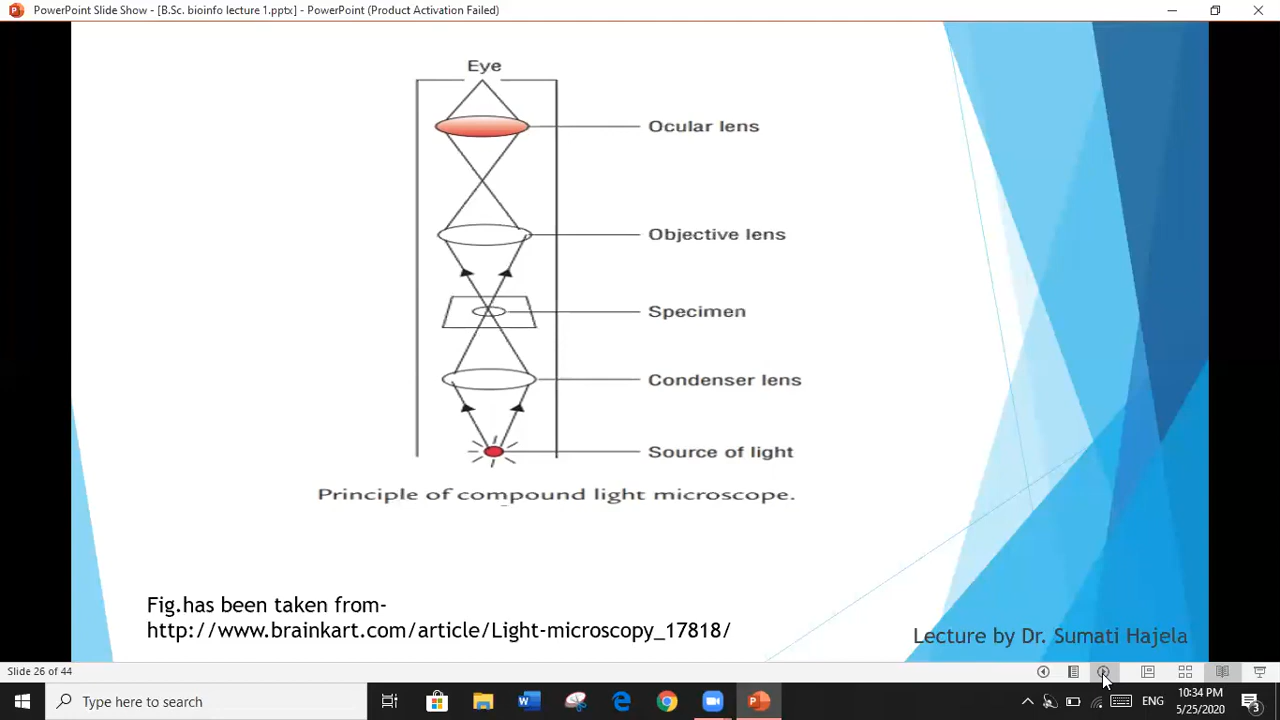 PowerPoint Slide Show - [B.Sc. bioinfo lecture 1.pptx] - PowerPoint (Product Activation Failed)
Eye
Ocular lens
Objective lens
Specimen
Condenser lens
Source of light
Principle of compound light microscope.
Fig.has been taken from-
http://www.brainkart.com/article/Light-microscopy_17818/
Lecture by Dr. Sumati Hajela
Slide 26 of 44
Type here to search
ENG
10:34 PM
5/25/2020
3